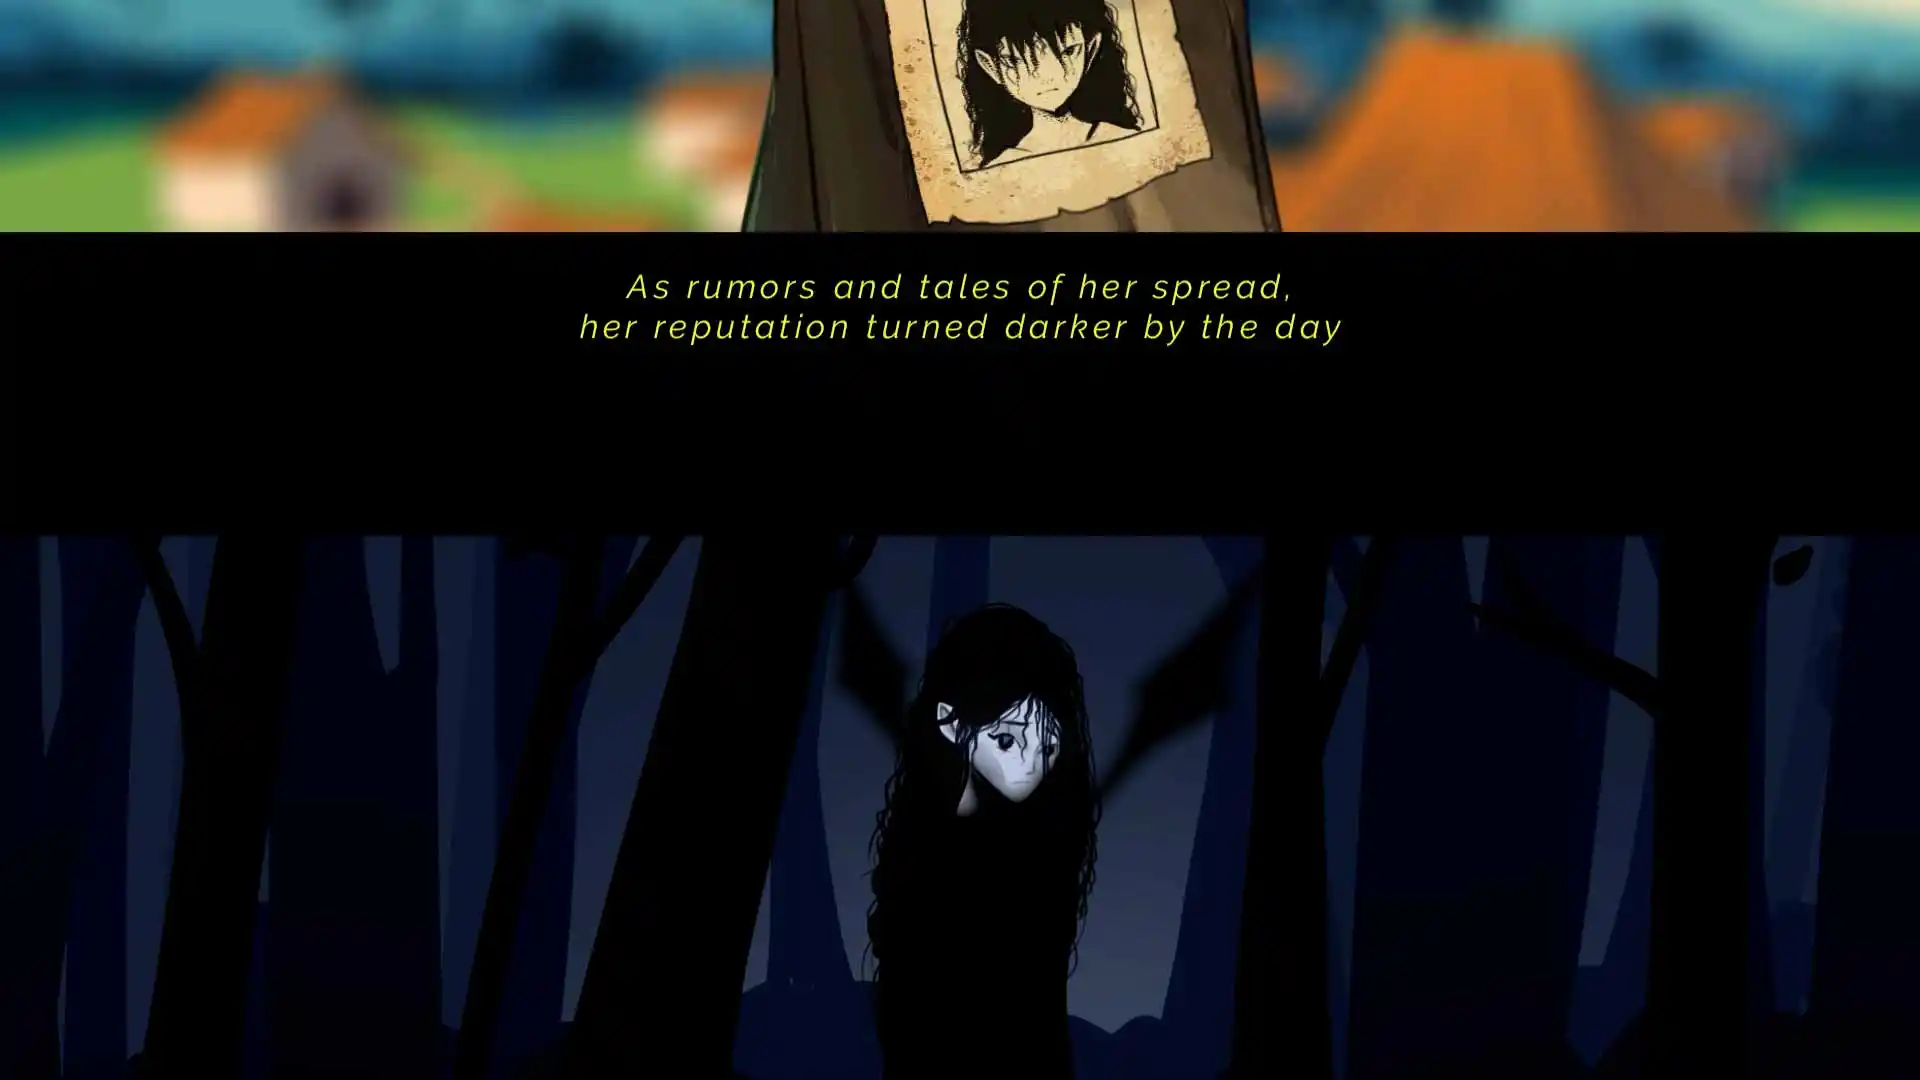 As rumors and tales of her spread,
her reputation turned darker by the day